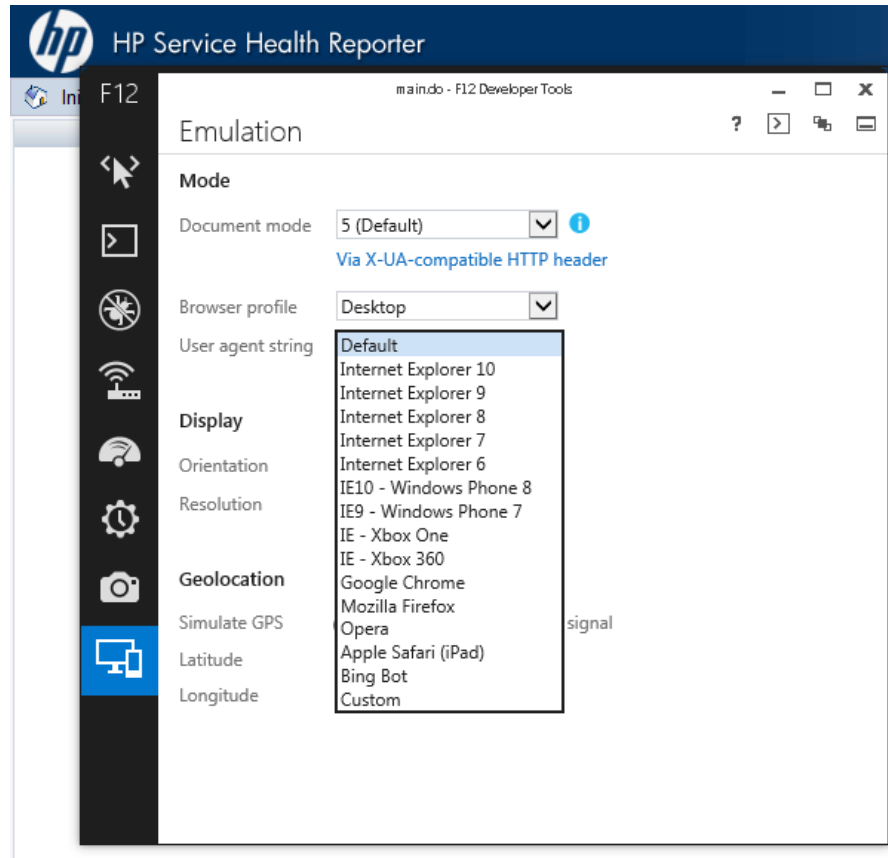 hp HP Service Health Reporter
Ini
F12
main.do - F12 Developer Tools
Emulation
?
Mode
Document mode 5 (Default)
Via X-UA-compatible HTTP header
Browser profile Desktop
User agent string Default
Internet Explorer 10
Internet Explorer 9
Internet Explorer 8
Internet Explorer 7
Internet Explorer 6
IE10 - Windows Phone 8
IE9 - Windows Phone 7
IE - Xbox One
IE - Xbox 360
Google Chrome
Mozilla Firefox
Opera
Apple Safari (iPad)
Bing Bot
Custom
Display
Orientation
Resolution
Geolocation
Simulate GPS signal
Latitude
Longitude